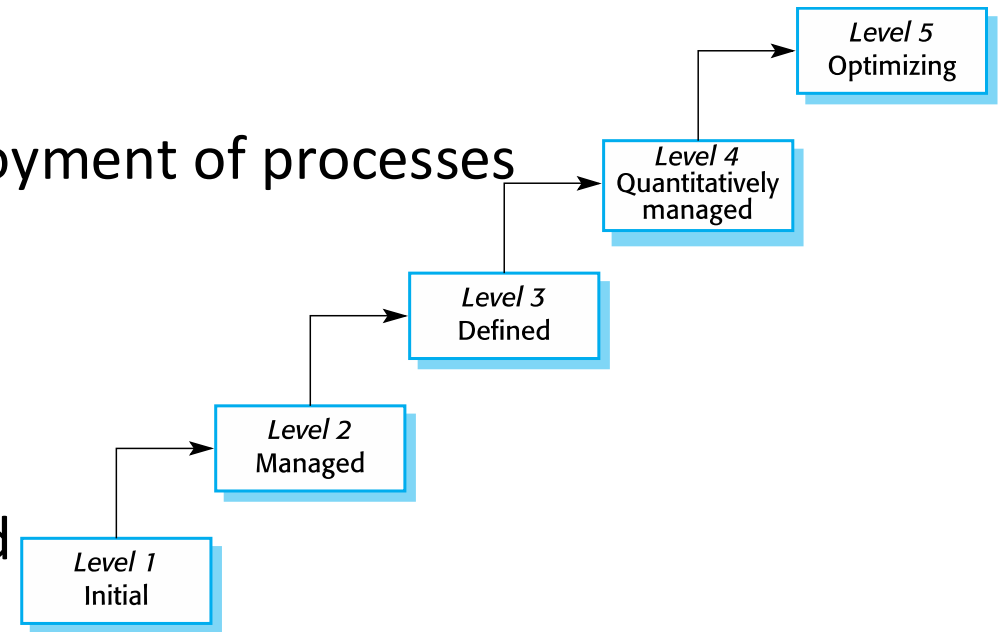 Level 5
Optimizing
oyment of processes
Level 4
Quantitatively
managed
Level 3
Defined
Level 2
Managed
d
Level 1
Initial